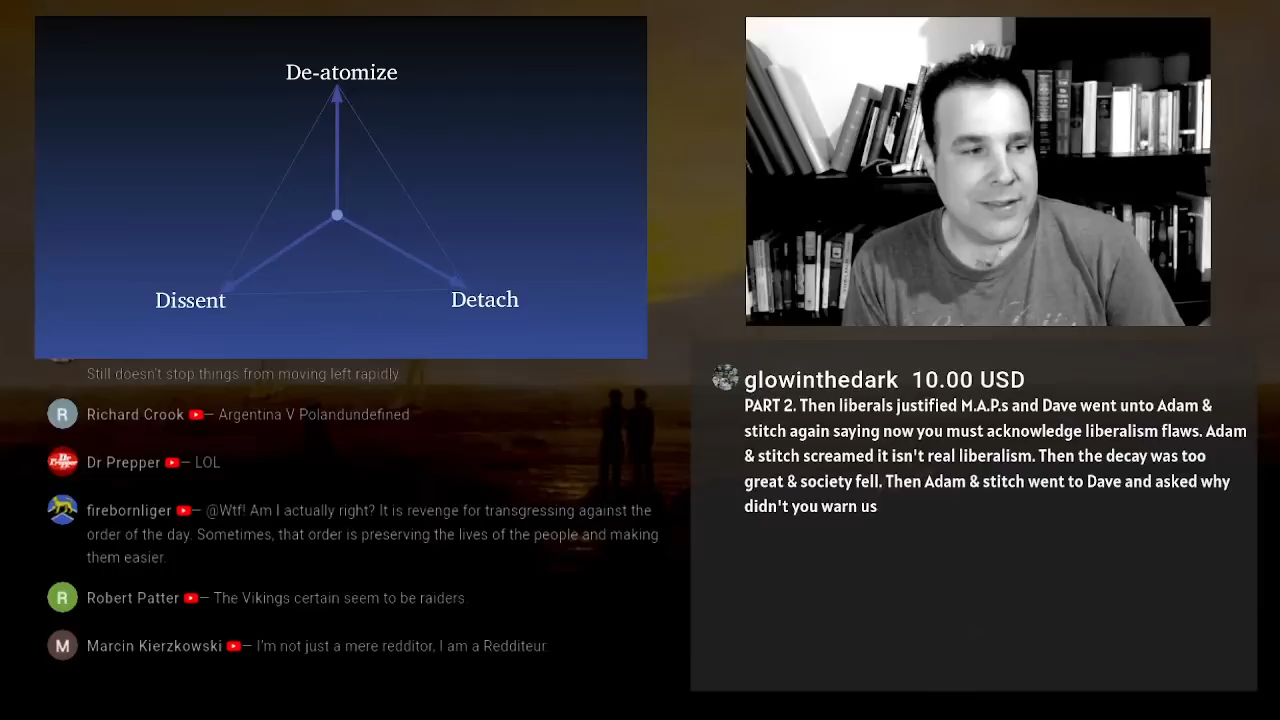 De-atomize
Dissent
Detach
Still doesn't stop things from moving left rapidly
R Richard Crook — Argentina V Polandundefined
Dr Prepper — LOL
firebornliger — @Wtf! Am I actually right? It is revenge for transgressing against the
order of the day. Sometimes, that order is preserving the lives of the people and making
them easier.
R Robert Patter — The Vikings certain seem to be raiders.
M Marcin Kierzkowski — I'm not just a mere redditor, I am a Redditeur.
glowinthedark 10.00 USD
PART 2. Then liberals justified M.A.P.s and Dave went unto Adam &
stitch again saying now you must acknowledge liberalism flaws. Adam
& stitch screamed it isn't real liberalism. Then the decay was too
great & society fell. Then Adam & stitch went to Dave and asked why
didn't you warn us